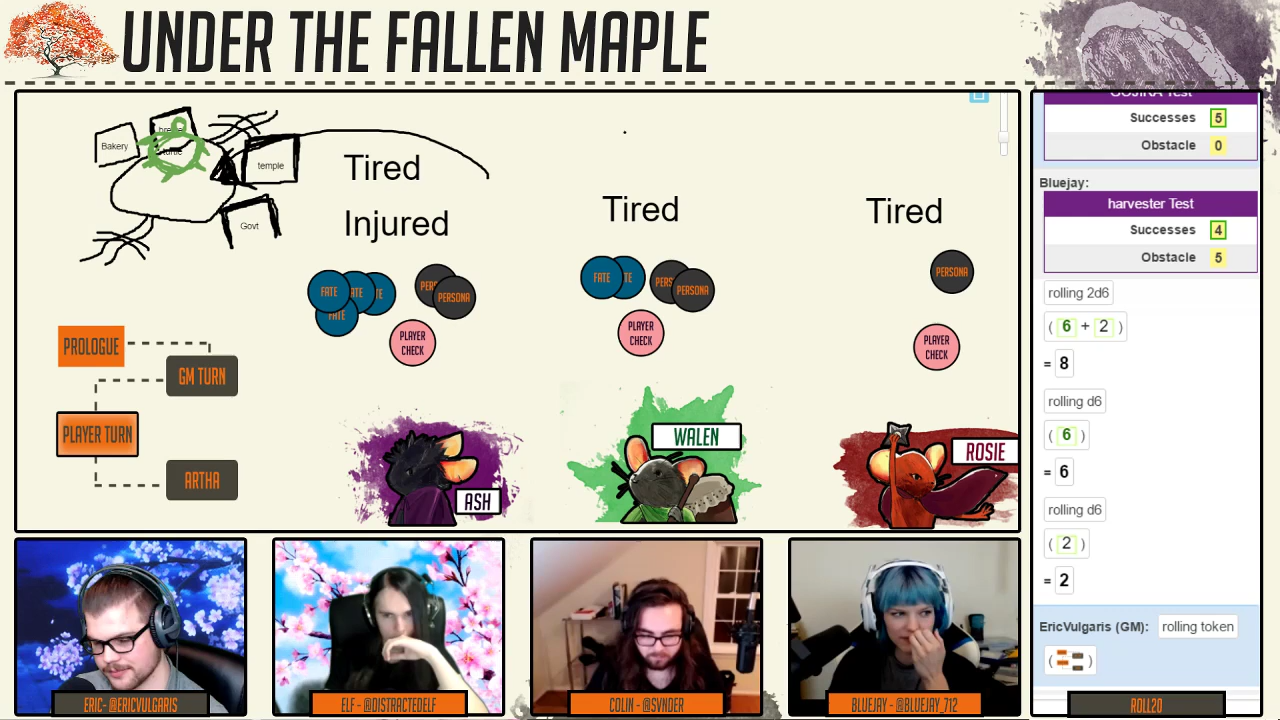 UNDER THE FALLEN MAPLE
Bakery
temple
Govt
Tired
Injured
Tired
Tired
FATE
FATE
PERSONA
PLAYER
CHECK
FATE
PERSONA
PLAYER
CHECK
PERSONA
PLAYER
CHECK
PROLOGUE
GM TURN
PLAYER TURN
ARTHA
ASH
WALEN
ROSIE
ERIC- @ERICVULGARIS
ELF - @DISTRACTEDELF
COLIN - @SVNDER
BLUEJAY - @BLUEJAY_712
GOJIRA Test
Successes 5
Obstacle 0
Bluejay:
harvester Test
Successes 4
Obstacle 5
rolling 2d6
( 6 + 2 )
= 8
rolling d6
( 6 )
= 6
rolling d6
( 2 )
= 2
EricVulgaris (GM): rolling token
ROLL20